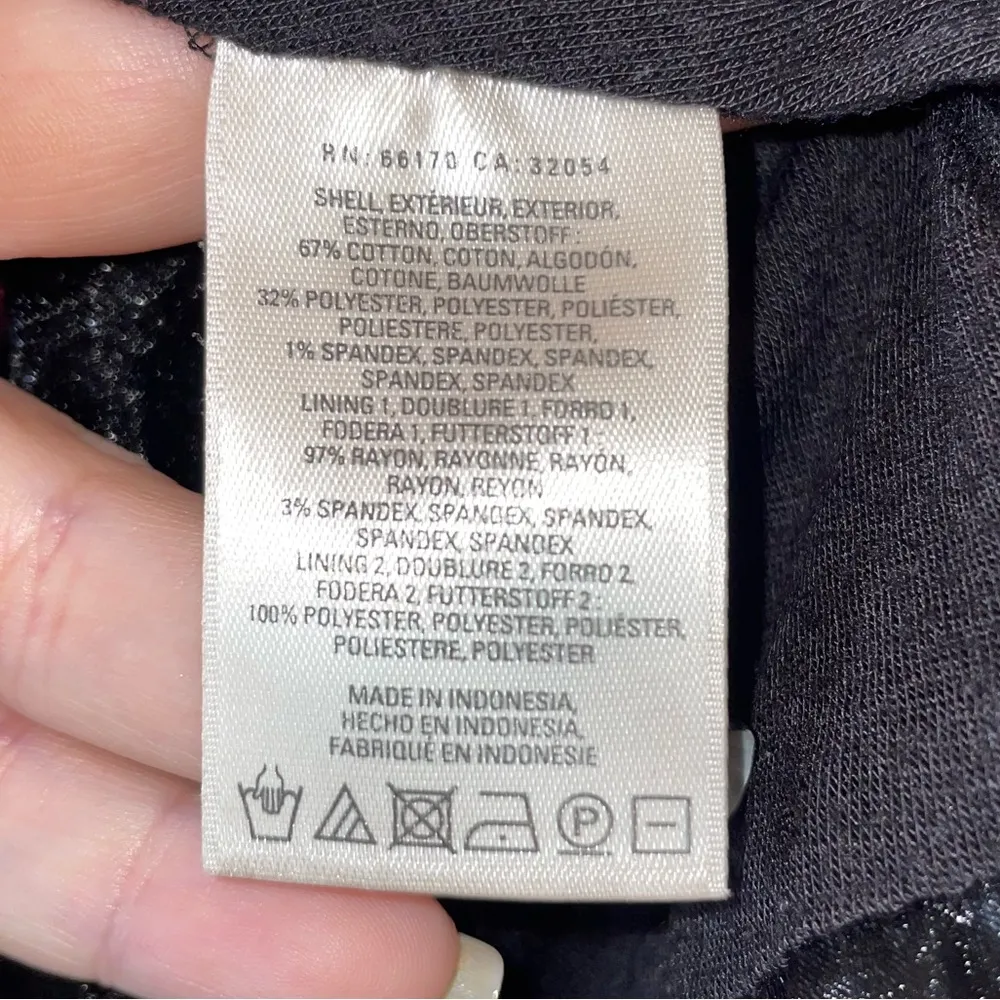 RN: 66170 CA: 32054
SHELL, EXTÉRIEUR, EXTERIOR,
ESTERNO, OBERSTOFF:
67% COTTON, COTON, ALGODÓN,
COTONE, BAUMWOLLE
32% POLYESTER, POLYESTER, POLIÉSTER,
POLIESTERE, POLYESTER,
1% SPANDEX, SPANDEX, SPANDEX,
SPANDEX, SPANDEX
LINING 1, DOUBLURE 1, FORRO 1,
FODERA 1, FUTTERSTOFF 1:
97% RAYON, RAYONNE, RAYÓN,
RAYON, REYON
3% SPANDEX, SPANDEX, SPANDEX,
SPANDEX, SPANDEX
LINING 2, DOUBLURE 2, FORRO 2,
FODERA 2, FUTTERSTOFF 2:
100% POLYESTER, POLYESTER, POLIÉSTER,
POLIESTERE, POLYESTER
MADE IN INDONESIA,
HECHO EN INDONESIA,
FABRIQUÉ EN INDONÉSIE
P